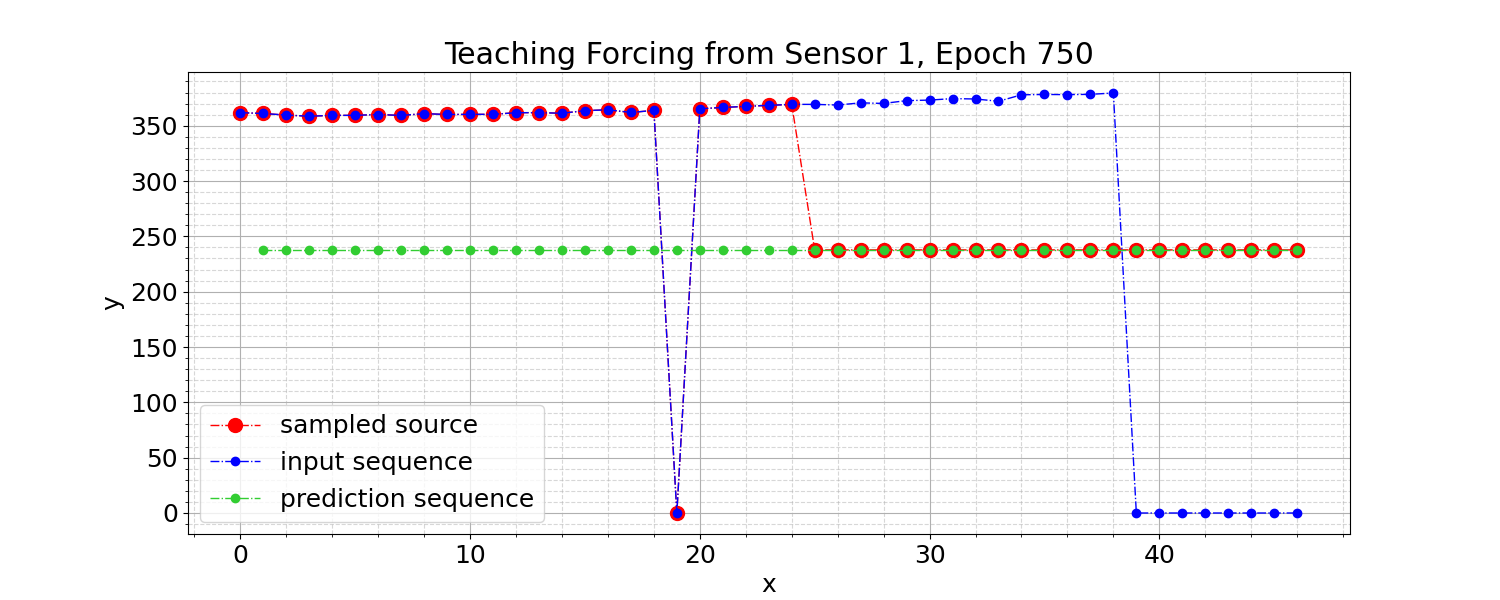 Teaching Forcing from Sensor 1, Epoch 750
y
350
300
250
200
150
100
50
0
sampled source
input sequence
prediction sequence
0 10 20 30 40
x